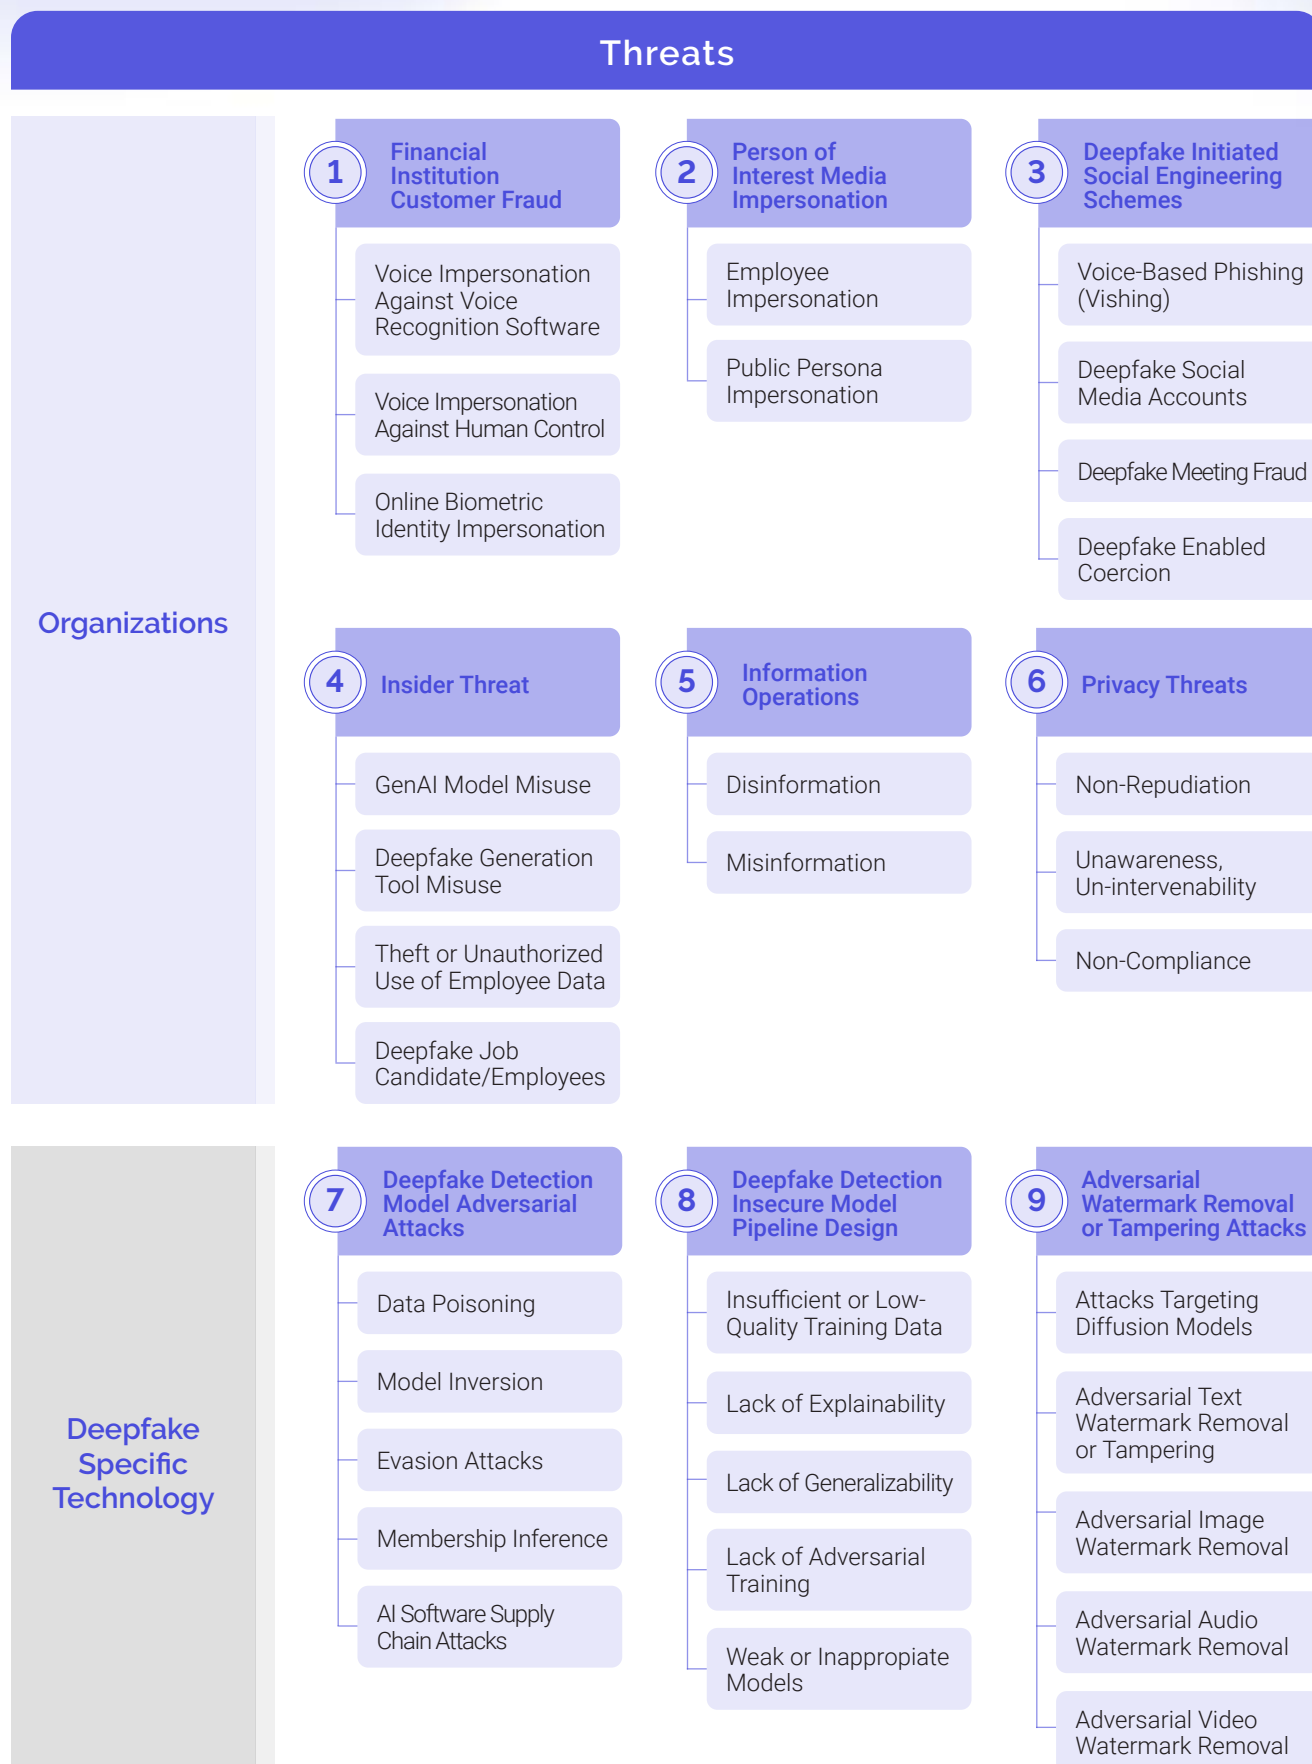 Threats
Organizations
1
Financial
Institution
Customer Fraud
Voice Impersonation
Against Voice
Recognition Software
Voice Impersonation
Against Human Control
Online Biometric
Identity Impersonation
2
Person of
Interest Media
Impersonation
Employee
Impersonation
Public Persona
Impersonation
3
Deepfake Initiated
Social Engineering
Schemes
Voice-Based Phishing
(Vishing)
Deepfake Social
Media Accounts
Deepfake Meeting Fraud
Deepfake Enabled
Coercion
4
Insider Threat
GenAI Model Misuse
Deepfake Generation
Tool Misuse
Theft or Unauthorized
Use of Employee Data
Deepfake Job
Candidate/Employees
5
Information
Operations
Disinformation
Misinformation
6
Privacy Threats
Non-Repudiation
Unawareness,
Un-intervenability
Non-Compliance
Deepfake
Specific
Technology
7
Deepfake Detection
Model Adversarial
Attacks
Data Poisoning
Model Inversion
Evasion Attacks
Membership Inference
AI Software Supply
Chain Attacks
8
Deepfake Detection
Insecure Model
Pipeline Design
Insufficient or Low-
Quality Training Data
Lack of Explainability
Lack of Generalizability
Lack of Adversarial
Training
Weak or Inappropiate
Models
9
Adversarial
Watermark Removal
or Tampering Attacks
Attacks Targeting
Diffusion Models
Adversarial Text
Watermark Removal
or Tampering
Adversarial Image
Watermark Removal
Adversarial Audio
Watermark Removal
Adversarial Video
Watermark Removal